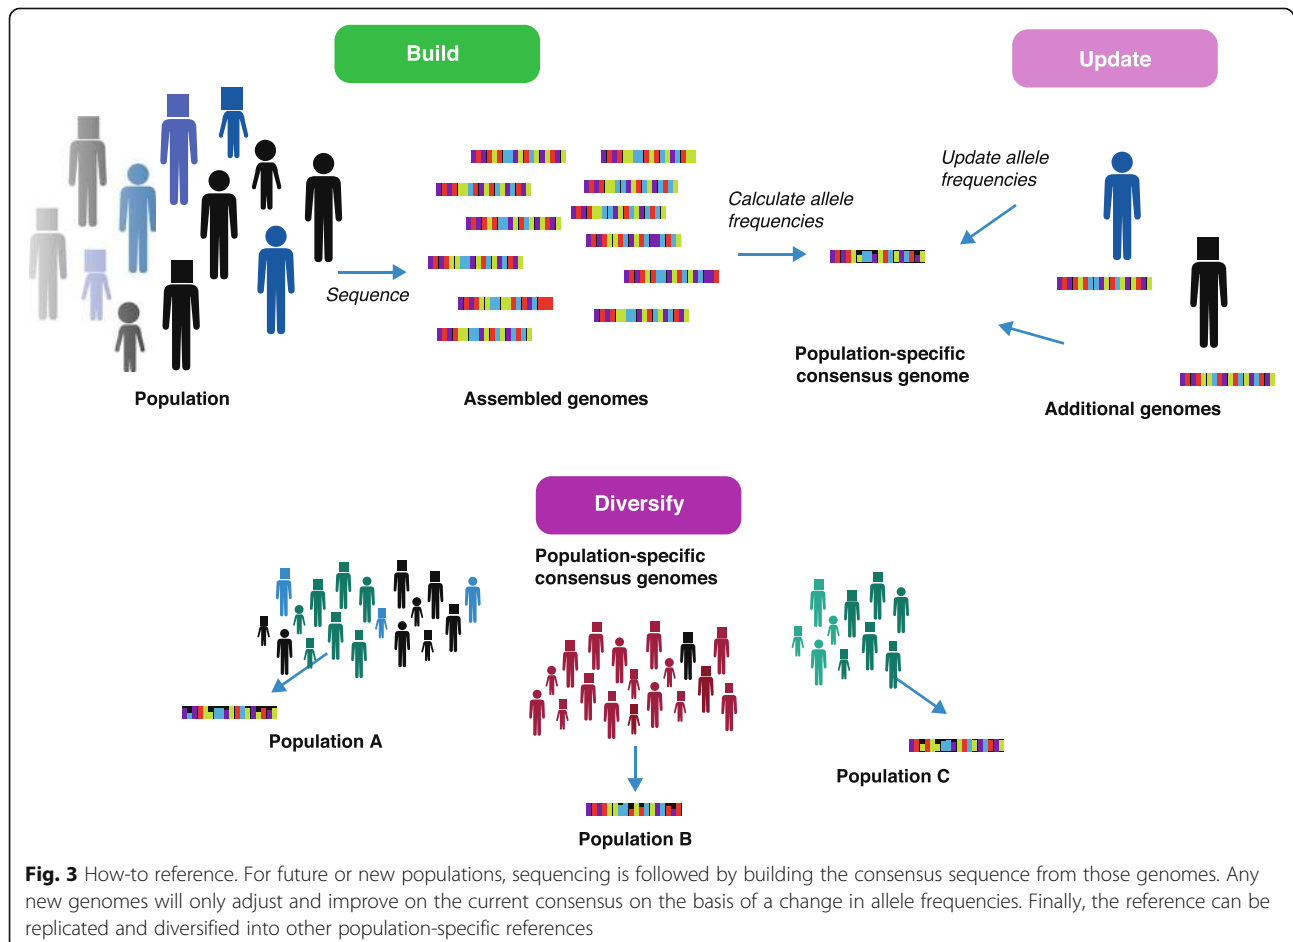 Build
Update
Update allele
frequencies
Calculate allele
frequencies
Sequence
Population-specific
consensus genome
Population
Assembled genomes
Additional genomes
Diversify
Population-specific
consensus genomes
Population A
Population B
Population C
Fig. 3 How-to reference. For future or new populations, sequencing is followed by building the consensus sequence from those genomes. Any
new genomes will only adjust and improve on the current consensus on the basis of a change in allele frequencies. Finally, the reference can be
replicated and diversified into other population-specific references